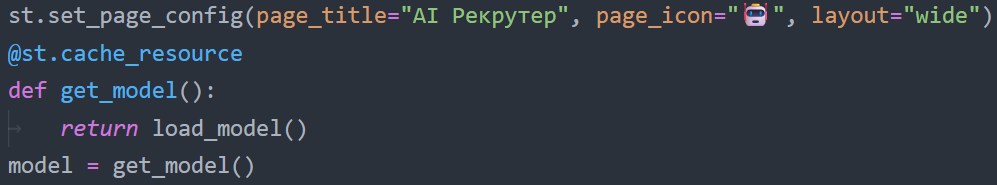 st.set_page_config(page_title="AI Рекрутер", page_icon="🤖", layout="wide")
@st.cache_resource
def get_model():
    return load_model()
model = get_model()